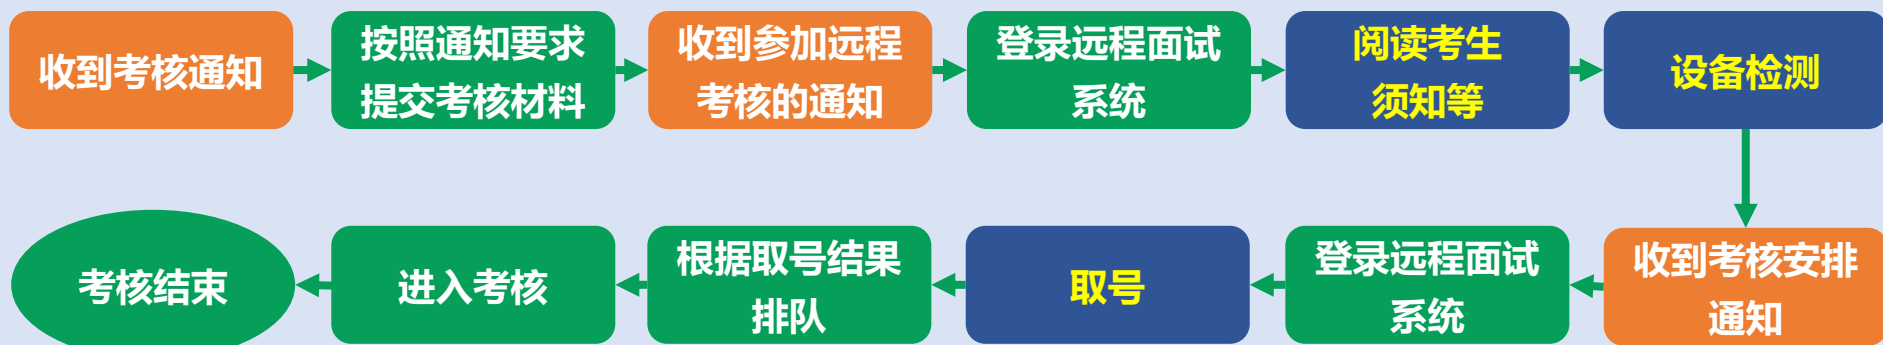 收到考核通知
按照通知要求
提交考核材料
收到参加远程
考核的通知
登录远程面试
系统
阅读考生
须知等
设备检测
收到考核安排
通知
登录远程面试
系统
取号
根据取号结果
排队
进入考核
考核结束